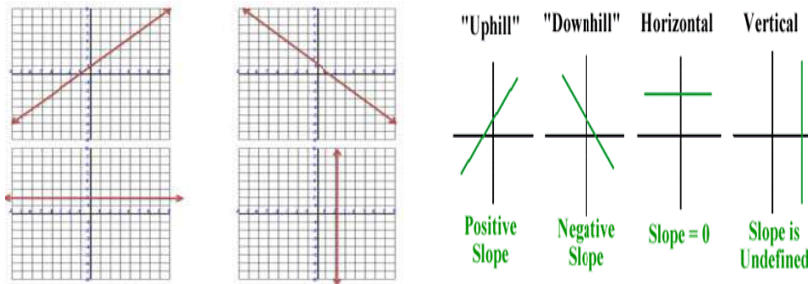 "Uphill" "Downhill" Horizontal Vertical
Positive Negative Slope = 0 Slope is
Slope Slope Undefined